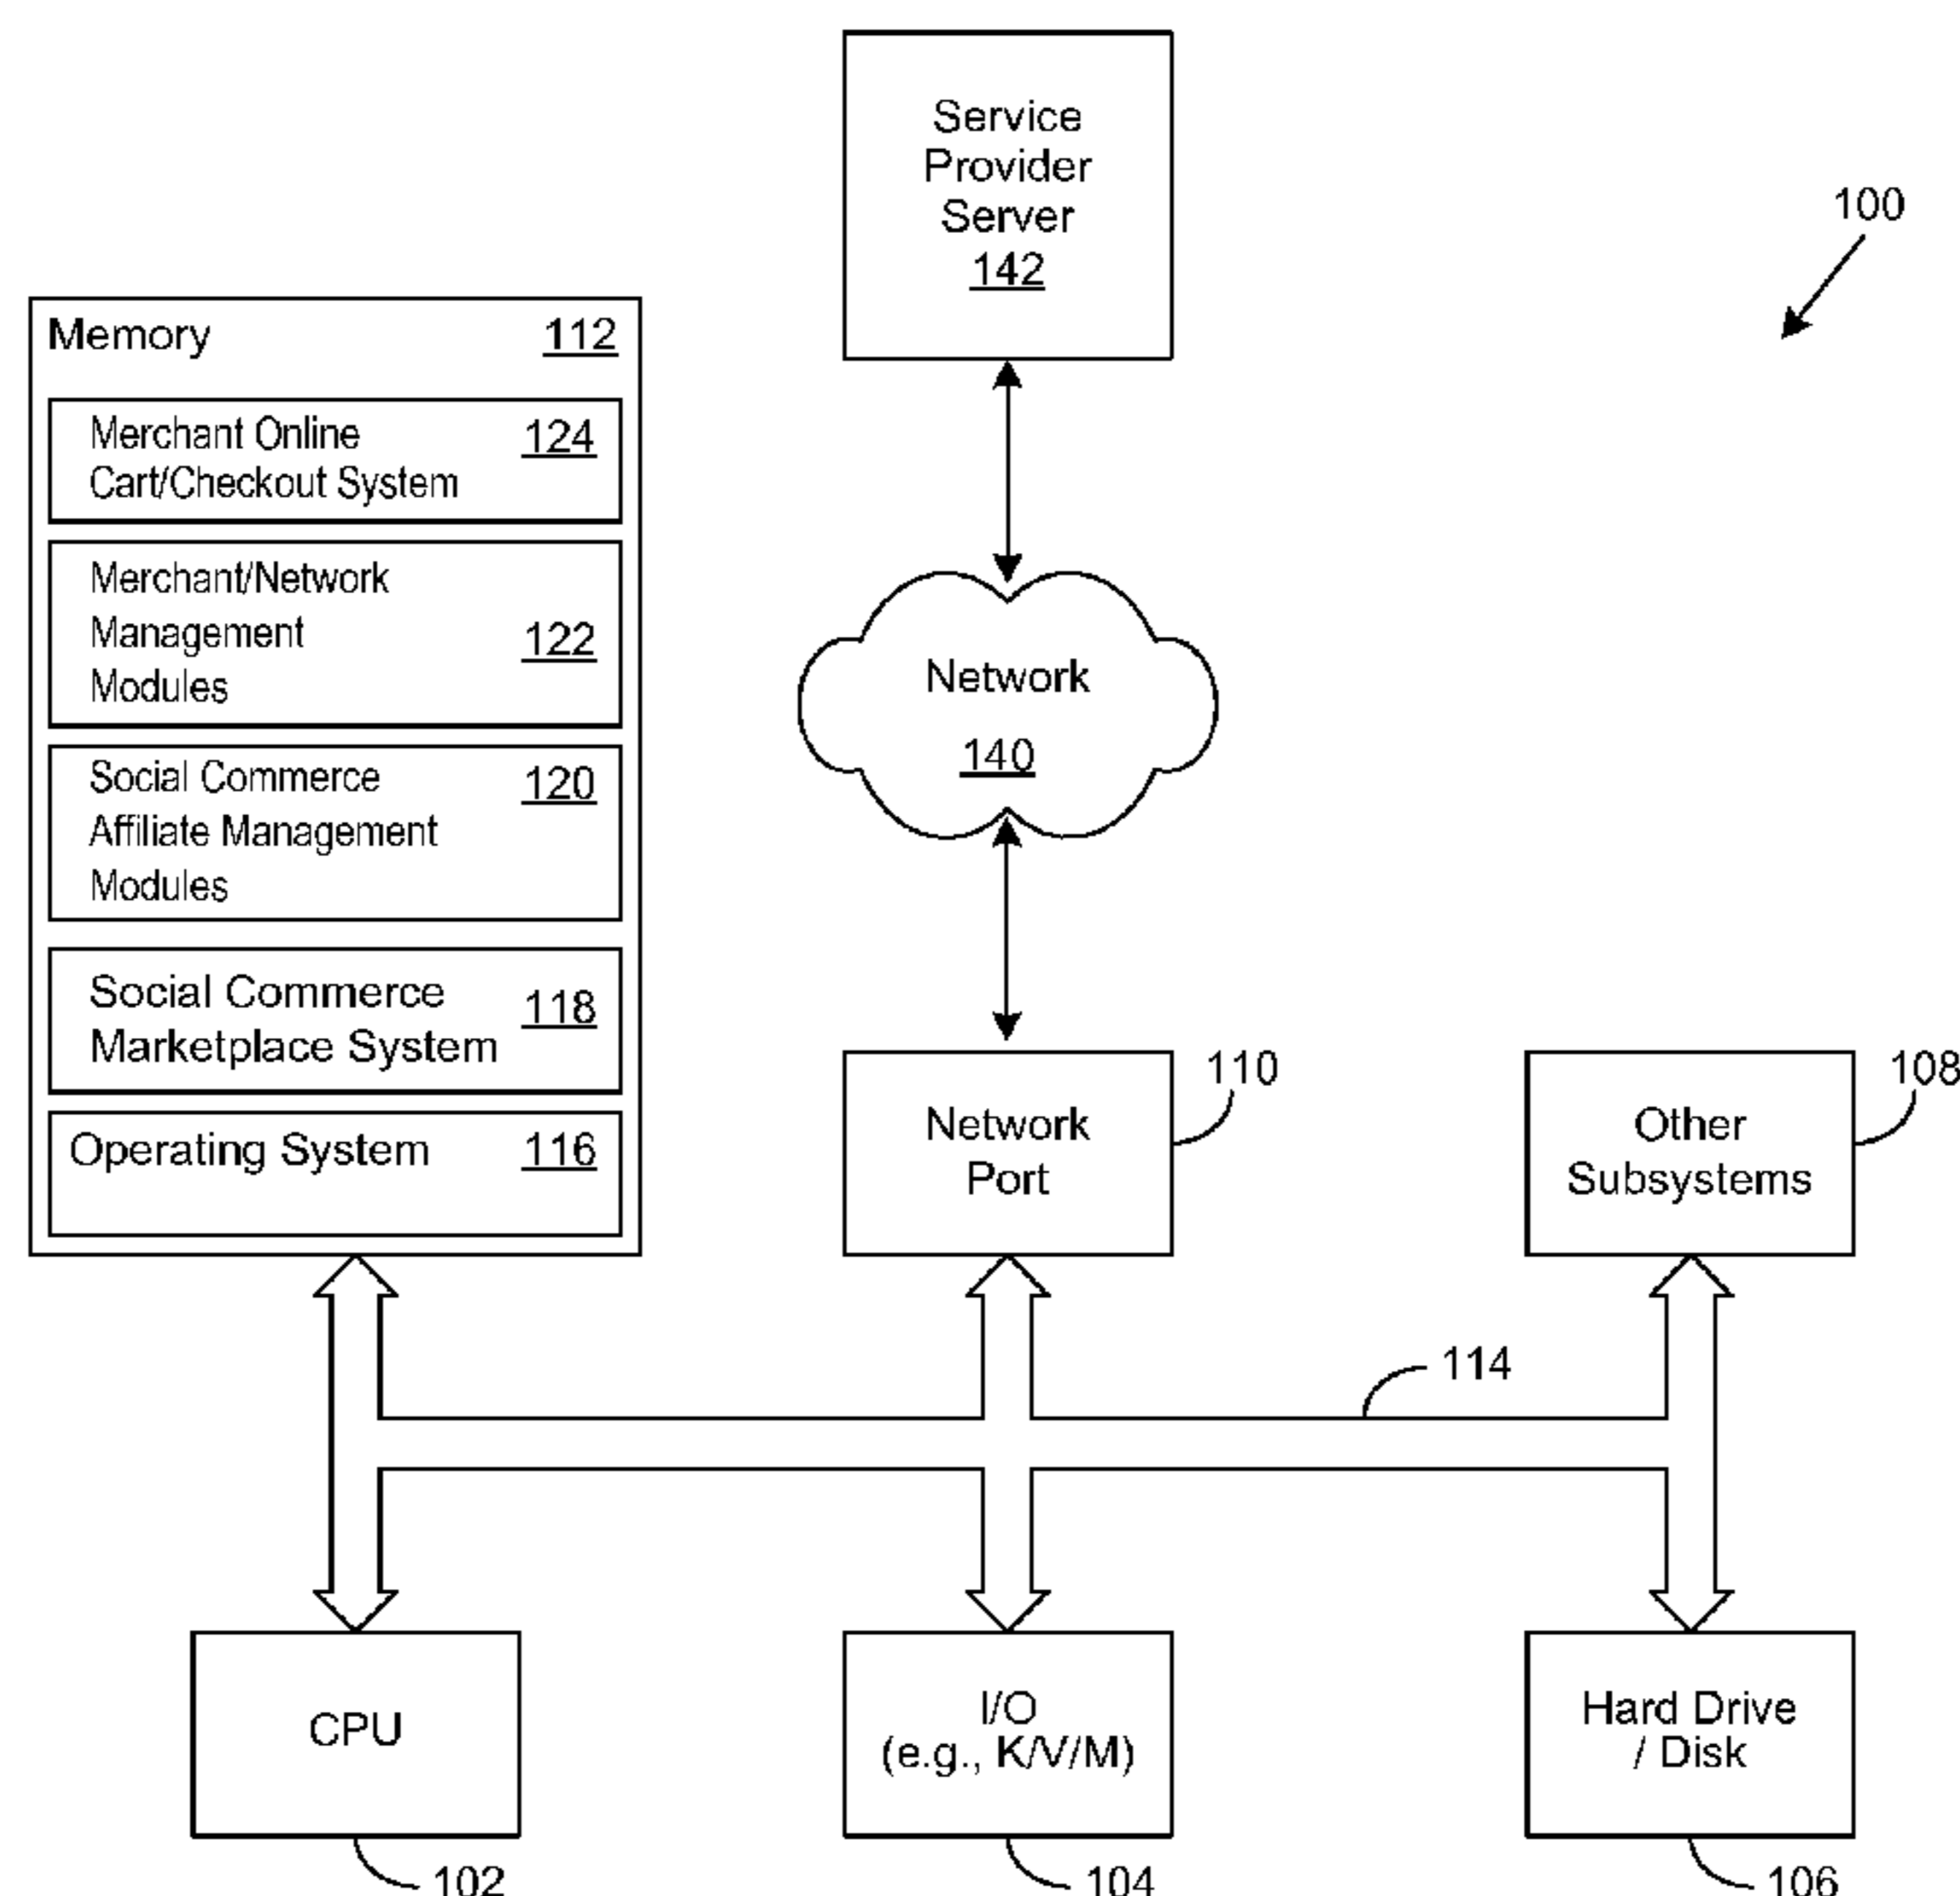 Service
Provider
Server
142
100
Memory 112
Merchant Online 124
Cart/Checkout System
Merchant/Network
Management 122
Modules
Social Commerce 120
Affiliate Management
Modules
Social Commerce 118
Marketplace System
Operating System 116
Network
140
Network
Port
110
Other
Subsystems
108
114
CPU
102
I/O
(e.g., K/V/M)
104
Hard Drive
/ Disk
106